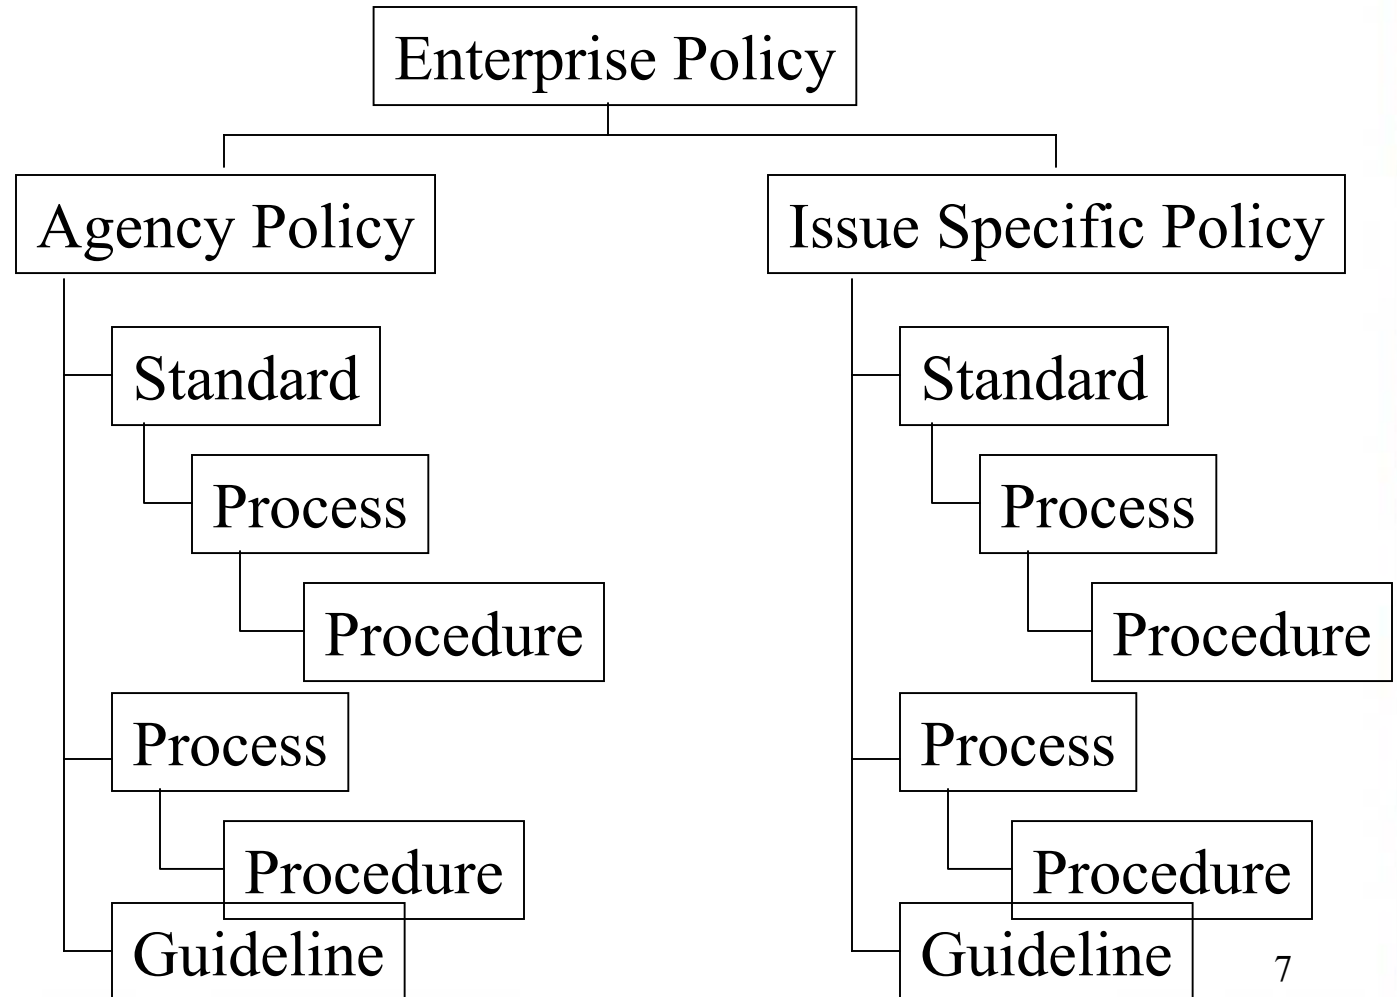 Enterprise Policy
Agency Policy
Issue Specific Policy
Standard
Standard
Process
Process
Procedure
Procedure
Process
Process
Procedure
Procedure
Guideline
Guideline
7